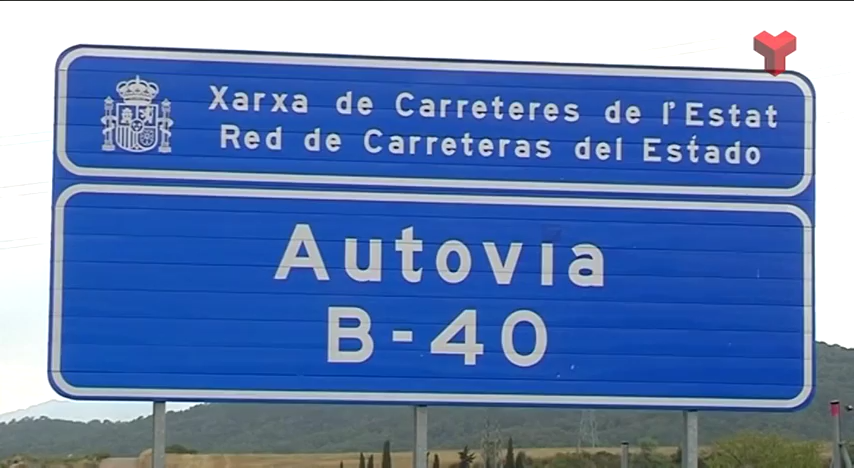 Xarxa de Carreteres de l'Estat
Red de Carreteras del Estado
Autovia
B-40